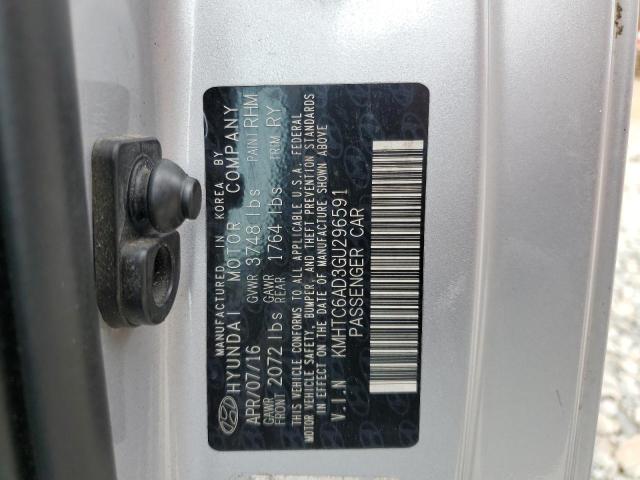 MANUFACTURED IN KOREA BY
HYUNDAI MOTOR COMPANY
APR/07/16 GVWR 3748 lbs PAINT RHM
GAWR FRONT 2072 lbs GAWR REAR 1764 lbs TRIM RY
THIS VEHICLE CONFORMS TO ALL APPLICABLE U.S.A. FEDERAL
MOTOR VEHICLE SAFETY, BUMPER, AND THEFT PREVENTION STANDARDS
IN EFFECT ON THE DATE OF MANUFACTURE SHOWN ABOVE
V.I.N KMHTC6AD3GU296591
PASSENGER CAR